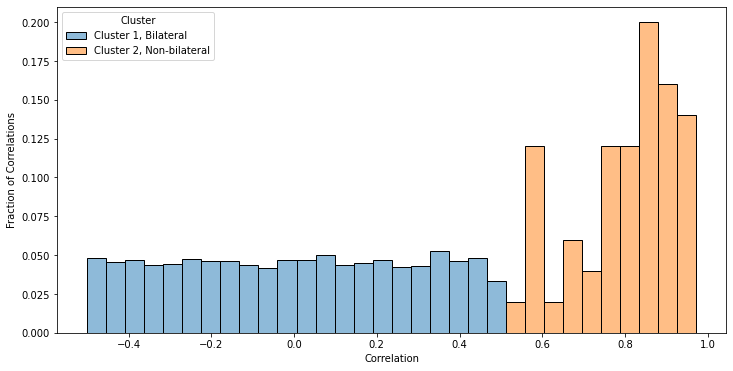 Cluster
Cluster 1, Bilateral
Cluster 2, Non-bilateral
Fraction of Correlations
0.200
0.175
0.150
0.125
0.100
0.075
0.050
0.025
0.000
−0.4 −0.2 0.0 0.2 0.4 0.6 0.8 1.0
Correlation